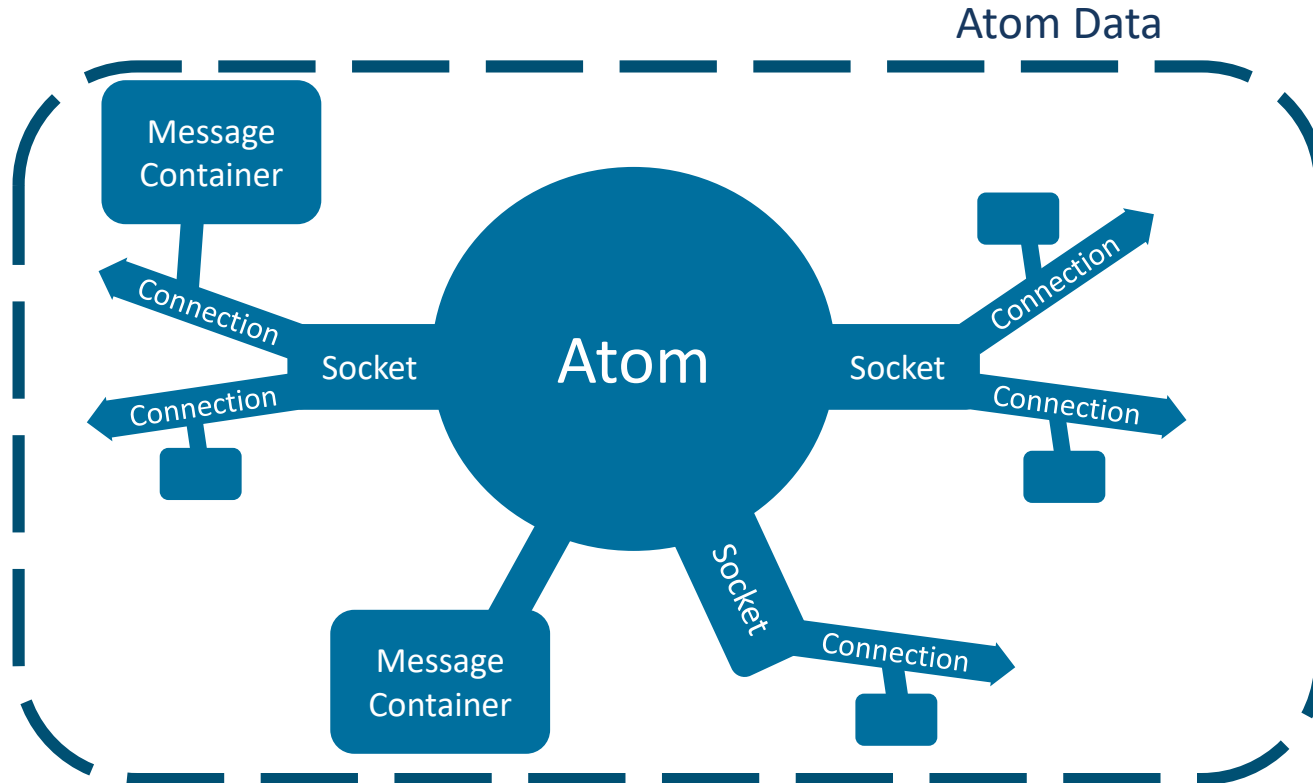 Atom Data
Message
Container
Connection
Connection
Socket
Atom
Socket
Connection
Connection
Socket
Connection
Message
Container